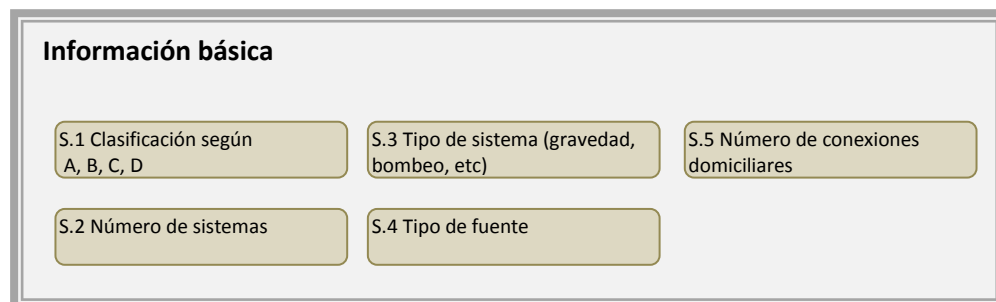 Información básica
S.1 Clasificación según
A, B, C, D
S.3 Tipo de sistema (gravedad,
bombeo, etc)
S.5 Número de conexiones
domiciliares
S.2 Número de sistemas
S.4 Tipo de fuente